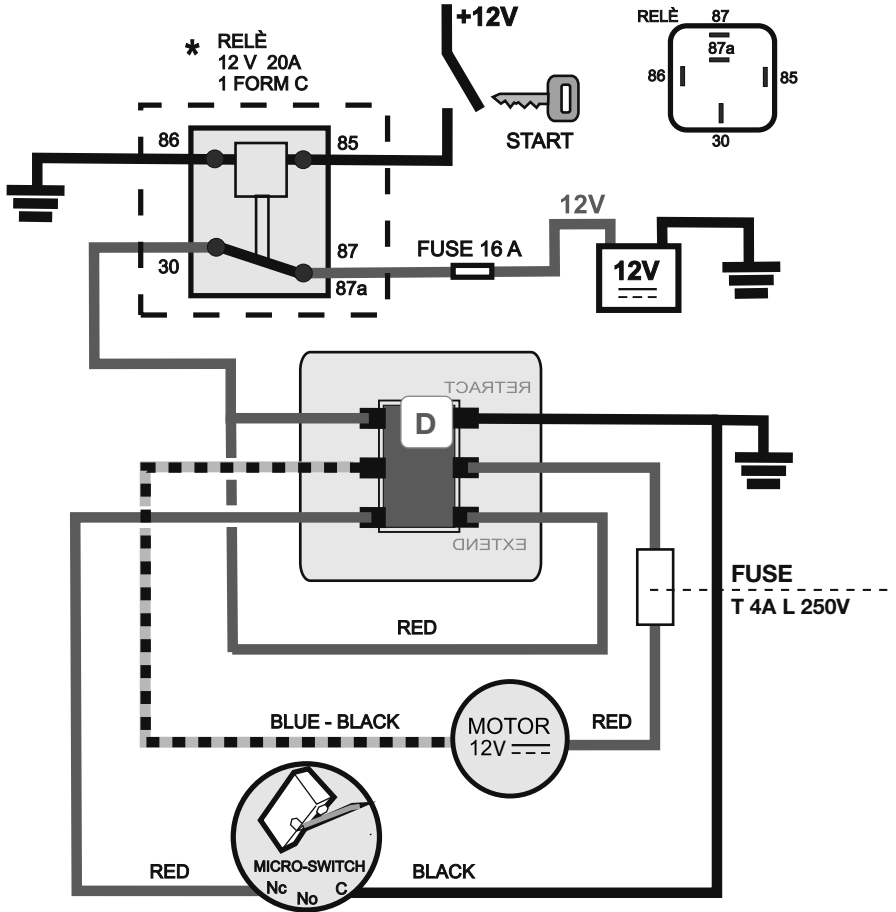 * RELÈ
12 V 20A
1 FORM C
+12V
START
RELÈ 87
87a
86
85
30
86
85
30
87
87a
FUSE 16 A
12V
12V
RETRACT
D
EXTEND
FUSE
T 4A L 250V
RED
BLUE - BLACK
MOTOR
12V
RED
MICRO-SWITCH
Nc
No
C
RED
BLACK